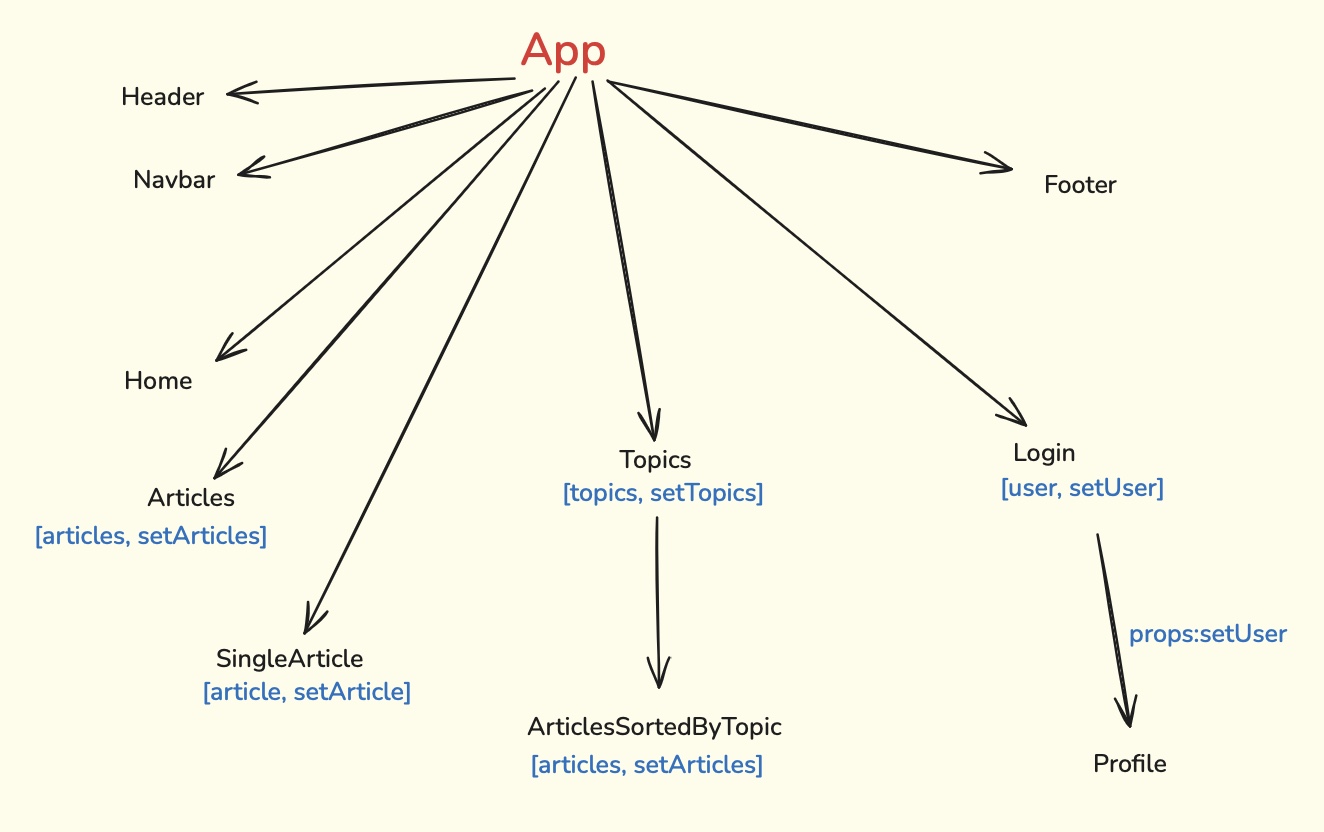 App
Header
Navbar
Footer
Home
Articles
[articles, setArticles]
SingleArticle
[article, setArticle]
Topics
[topics, setTopics]
ArticlesSortedByTopic
[articles, setArticles]
Login
[user, setUser]
props:setUser
Profile